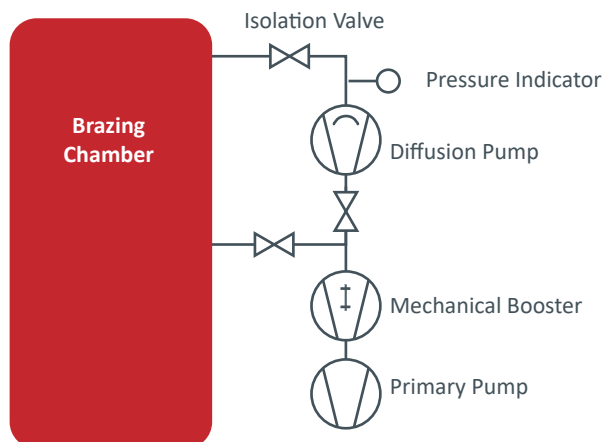 Isolation Valve
Pressure Indicator
Brazing
Chamber
Diffusion Pump
Mechanical Booster
Primary Pump